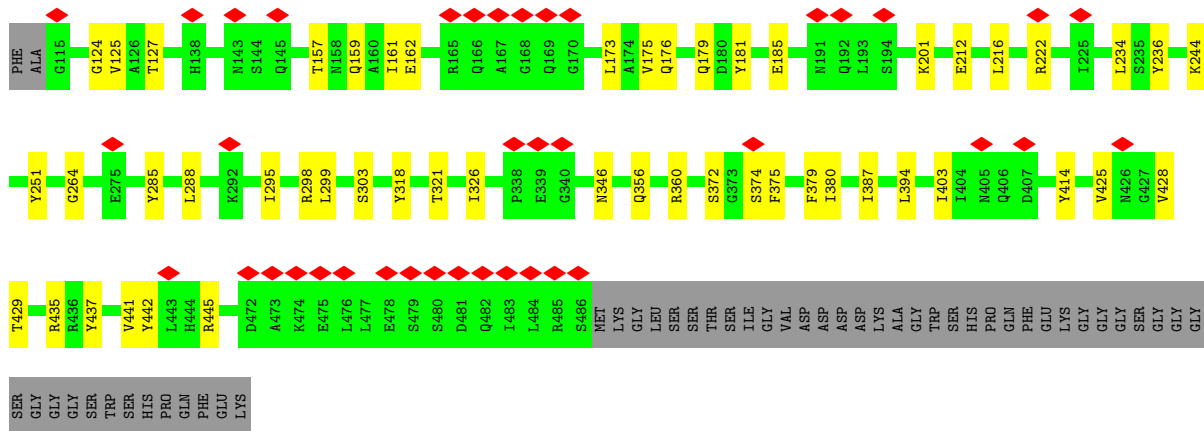 PHE ALA G115 G124 V125 A126 T127 H138 N143 S144 Q145 T157 N158 Q159 A160 I161 E162 R165 Q166 A167 G168 Q169 G170 L173 A174 V175 Q176 Q179 D180 Y181 E185 N191 Q192 L193 S194 K201 E212 L216 R222 I225 L234 S235 Y236 K244
Y251 G264 E275 Y285 L288 K292 I295 R298 L299 S303 Y318 T321 I326 P338 E339 G340 N346 Q356 R360 S372 G373 S374 F375 F379 I380 I387 L394 I403 I404 N405 Q406 D407 Y414 V425 N426 G427 V428
T429 R435 R436 Y437 V441 Y442 L443 H444 R445 D472 A473 K474 E475 L476 L477 E478 S479 S480 D481 Q482 I483 L484 R485 S486 MET LYS GLY LEU SER SER THR SER ILE GLY VAL ASP ASP ASP ASP LYS ALA GLY TRP SER HIS PRO GLN PHE GLU LYS GLY GLY GLY SER GLY GLY GLY
SER GLY GLY GLY SER TRP SER HIS PRO GLN PHE GLU LYS